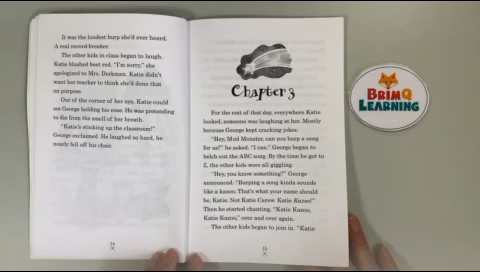 It was the loudest burp she'd ever heard.
A real record-breaker.
The other kids in class began to laugh.
Katie blushed beet red. "I'm sorry," she
apologized to Mrs. Derkman. Katie didn't
want her teacher to think she'd done that
on purpose.
Out of the corner of her eye, Katie could
see George holding his nose. He was pretending
to die from the smell of her breath.
"Katie's stinking up the classroom!"
George exclaimed. He laughed so hard, he
nearly fell off his chair.
14
Chapter 3
For the rest of that day, everywhere Katie
looked, someone was laughing at her. Mostly
because George kept cracking jokes.
"Hey, Mud Monster, can you burp a song
for us?" he asked. "I can." George began to
belch out the ABC song. By the time he got to
Z, the other kids were all giggling.
"Hey, you know something?" George
announced. "Burping a song kinda sounds
like a kazoo. That's what your name should
be, Katie. Not Katie Carew. Katie Kazoo!"
Then he started chanting, "Katie Kazoo,
Katie Kazoo," over and over again.
The other kids began to join in. "Katie
15
BRIMQ
LEARNING